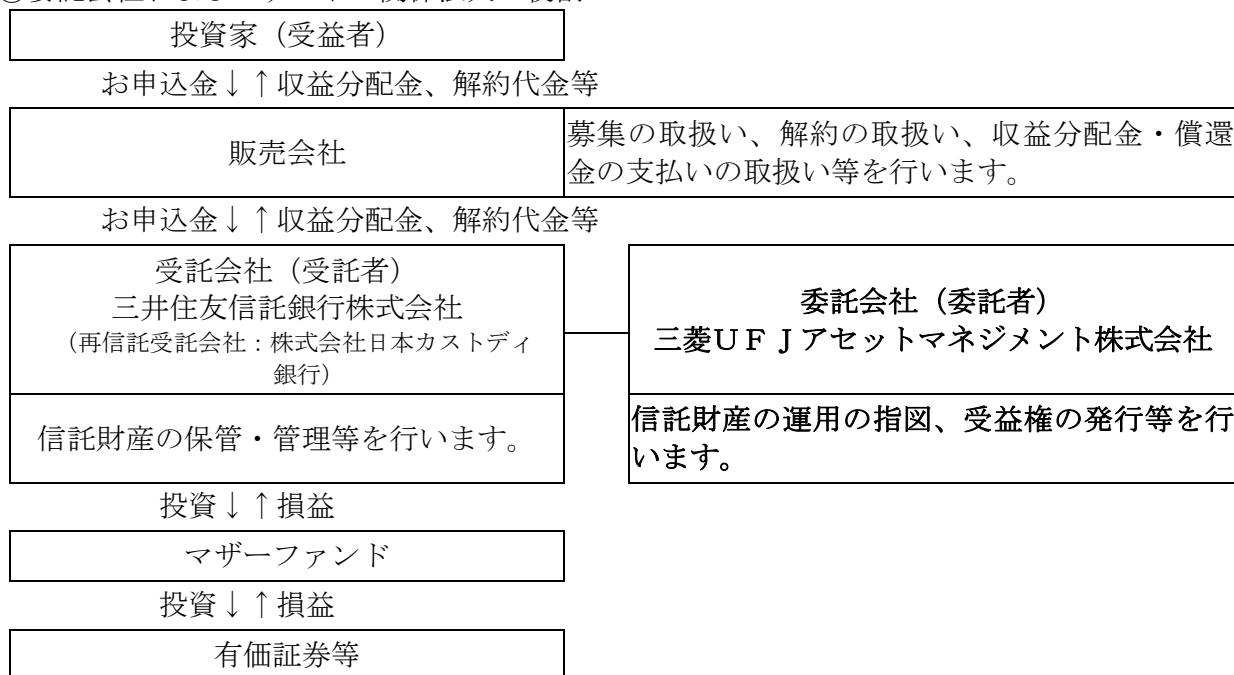 投資家（受益者）
お申込金↓↑収益分配金、解約代金等
販売会社
募集の取扱い、解約の取扱い、収益分配金・償還
金の支払いの取扱い等を行います。
お申込金↓↑収益分配金、解約代金等
受託会社（受託者）
三井住友信託銀行株式会社
（再信託受託会社：株式会社日本カストディ
銀行）
信託財産の保管・管理等を行います。
委託会社（委託者）
三菱ＵＦＪアセットマネジメント株式会社
信託財産の運用の指図、受益権の発行等を行
います。
投資↓↑損益
マザーファンド
投資↓↑損益
有価証券等